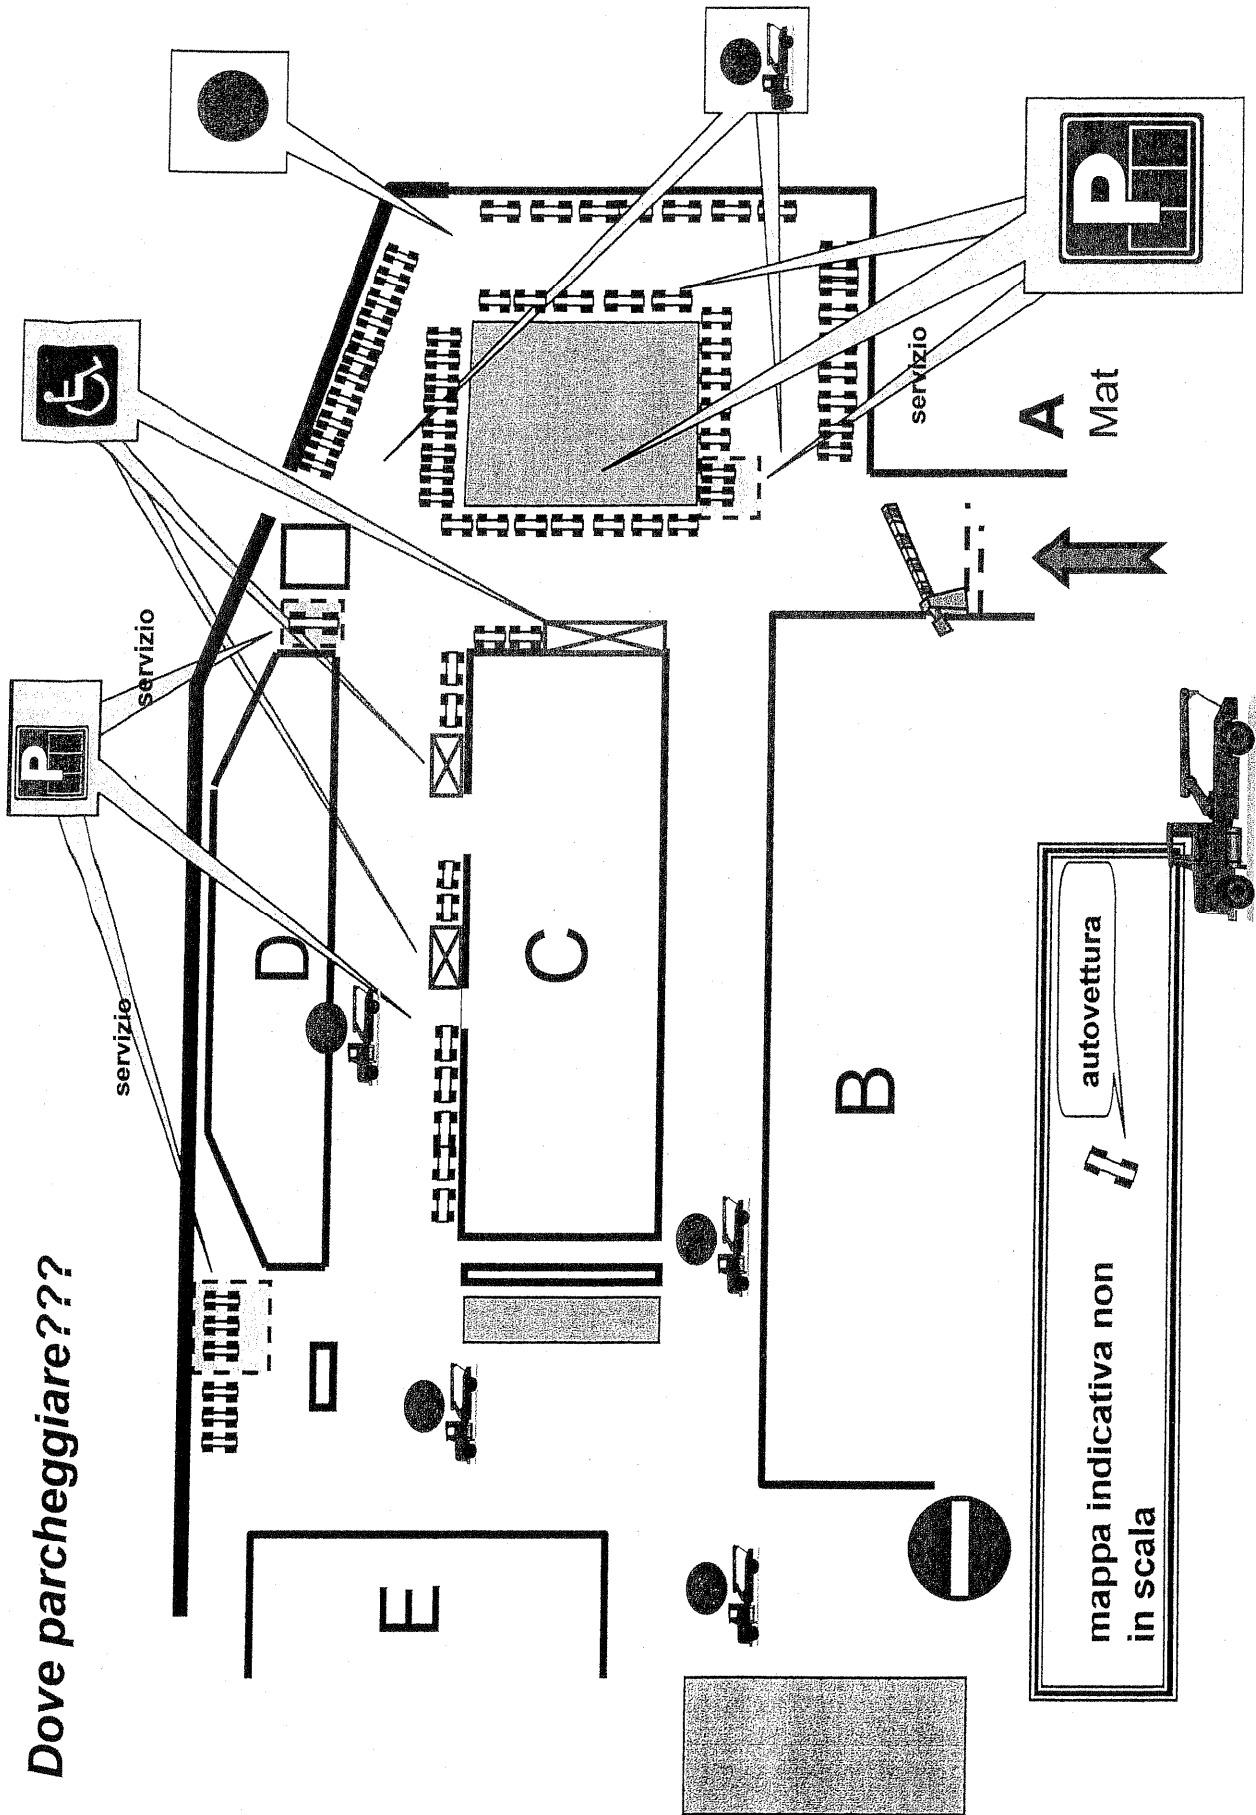 Dove parcheggiare???
servizio
servizio
P
D
C
E
B
servizio
A
Mat
P
autovettura
mappa indicativa non
in scala